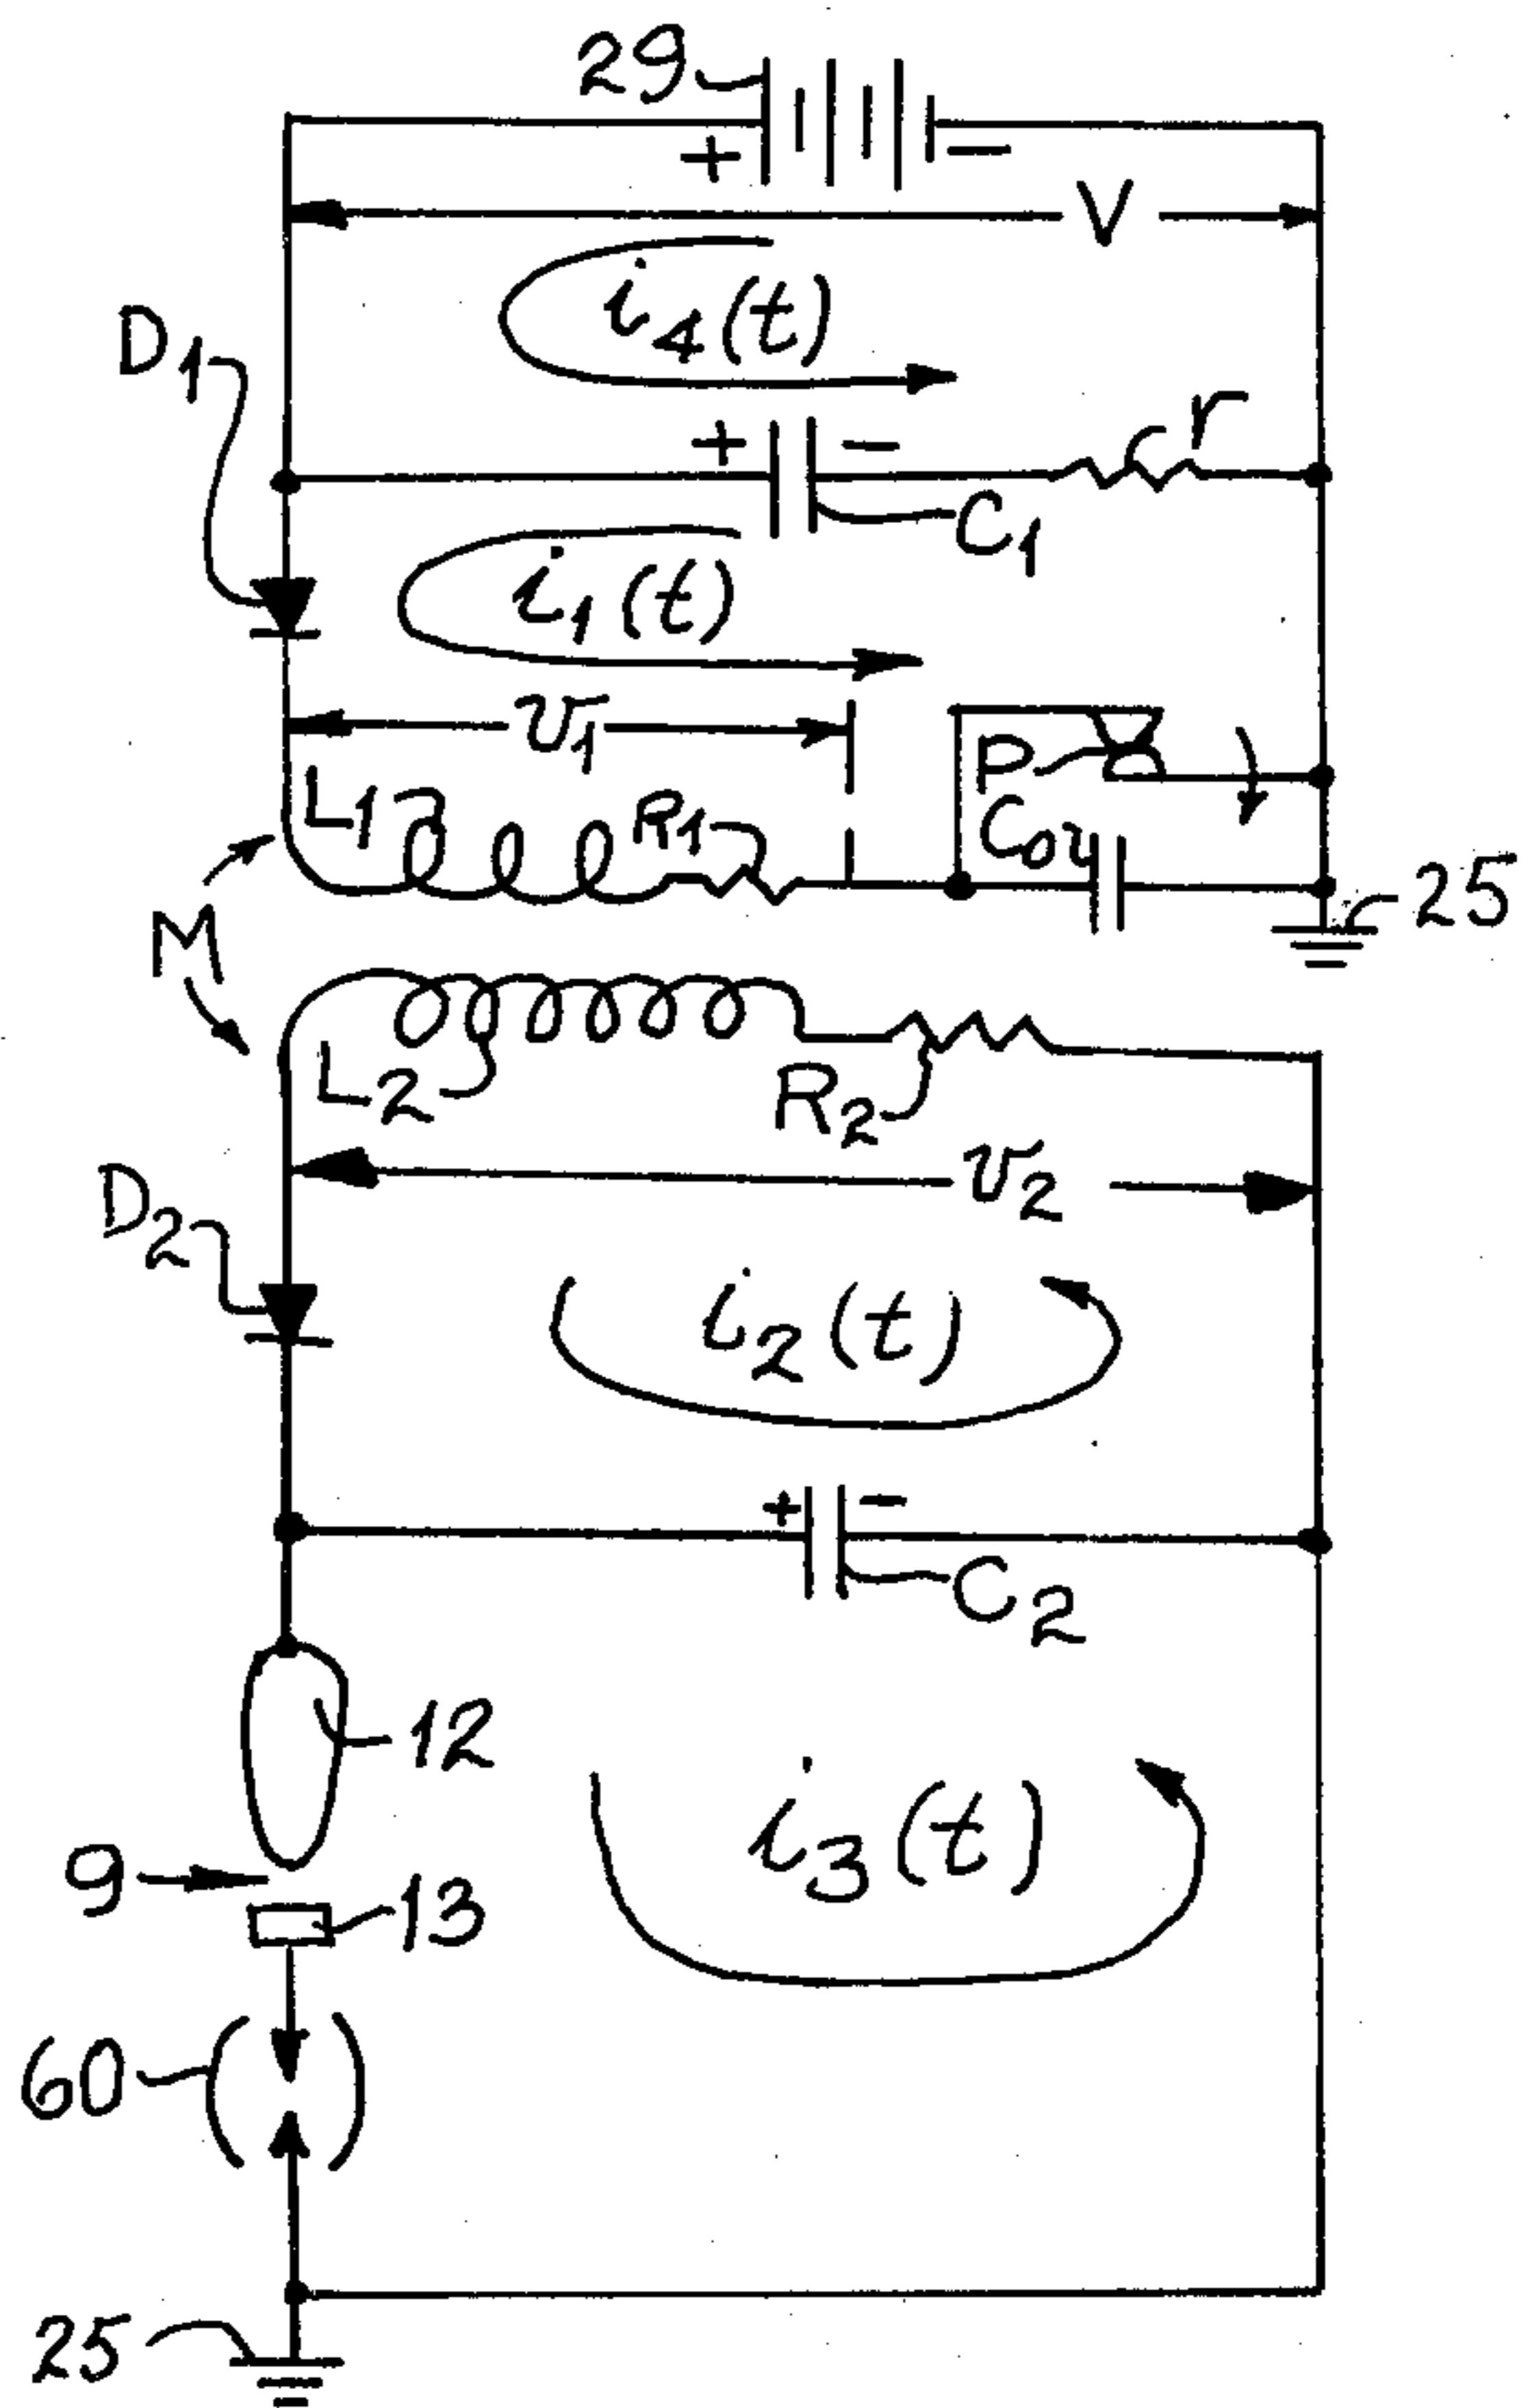 29
+ −
V
i4(t)
D1
r
+ −
C1
i1(t)
v1
P
L1
R1
25
M
L2
R2
v2
D2
i2(t)
+ −
C2
12
9
13
i3(t)
60
25